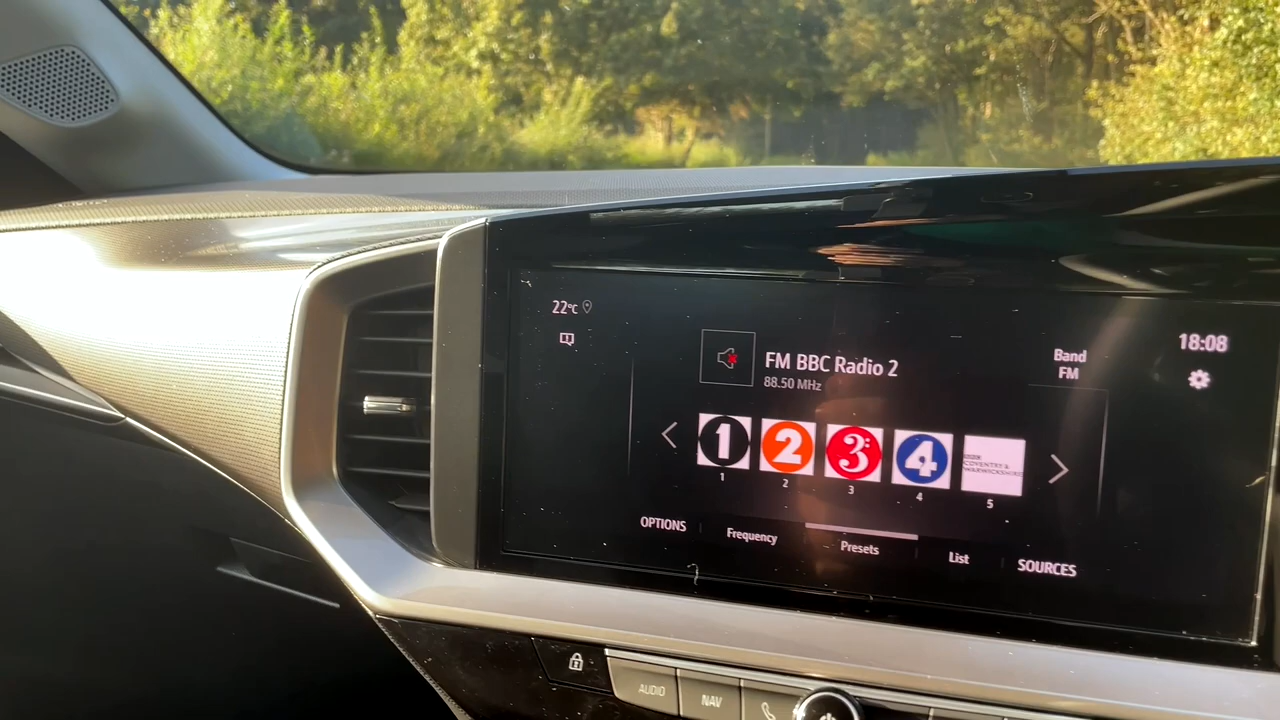 22°C
18:08
FM BBC Radio 2
88.50 MHz
Band
FM
1
2
3
4
BBC
COVENTRY &
WARWICKSHIRE
1
2
3
4
5
OPTIONS
Frequency
Presets
List
SOURCES
AUDIO
NAV